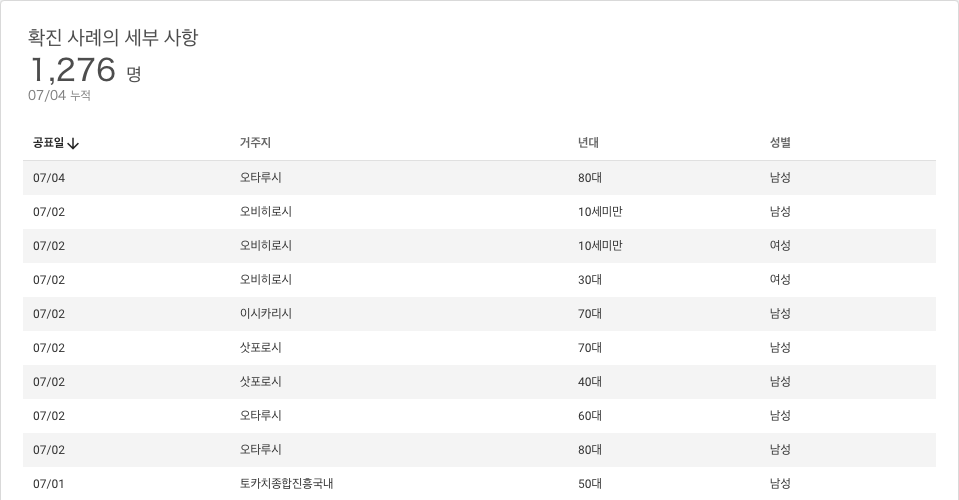 확진 사례의 세부 사항
1,276 명
07/04 누적
공표일↓ 거주지 년대 성별
07/04 오타루시 80대 남성
07/02 오비히로시 10세미만 남성
07/02 오비히로시 10세미만 여성
07/02 오비히로시 30대 여성
07/02 이시카리시 70대 남성
07/02 삿포로시 70대 남성
07/02 삿포로시 40대 남성
07/02 오타루시 60대 남성
07/02 오타루시 80대 남성
07/01 토카치종합진흥국내 50대 남성